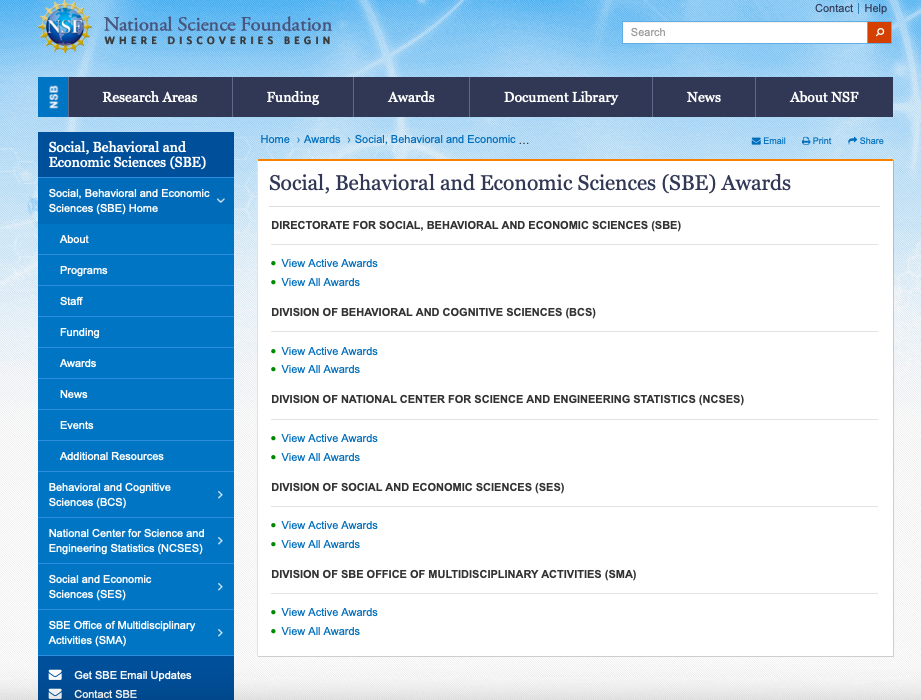 Contact | Help
NSF
National Science Foundation
WHERE DISCOVERIES BEGIN
Search
NSB
Research Areas
Funding
Awards
Document Library
News
About NSF
Social, Behavioral and
Economic Sciences (SBE)
Social, Behavioral and Economic
Sciences (SBE) Home
About
Programs
Staff
Funding
Awards
News
Events
Additional Resources
Behavioral and Cognitive
Sciences (BCS)
National Center for Science and
Engineering Statistics (NCSES)
Social and Economic
Sciences (SES)
SBE Office of Multidisciplinary
Activities (SMA)
Get SBE Email Updates
Contact SBE
Home › Awards › Social, Behavioral and Economic ...
Email Print Share
Social, Behavioral and Economic Sciences (SBE) Awards
DIRECTORATE FOR SOCIAL, BEHAVIORAL AND ECONOMIC SCIENCES (SBE)
• View Active Awards
• View All Awards
DIVISION OF BEHAVIORAL AND COGNITIVE SCIENCES (BCS)
• View Active Awards
• View All Awards
DIVISION OF NATIONAL CENTER FOR SCIENCE AND ENGINEERING STATISTICS (NCSES)
• View Active Awards
• View All Awards
DIVISION OF SOCIAL AND ECONOMIC SCIENCES (SES)
• View Active Awards
• View All Awards
DIVISION OF SBE OFFICE OF MULTIDISCIPLINARY ACTIVITIES (SMA)
• View Active Awards
• View All Awards